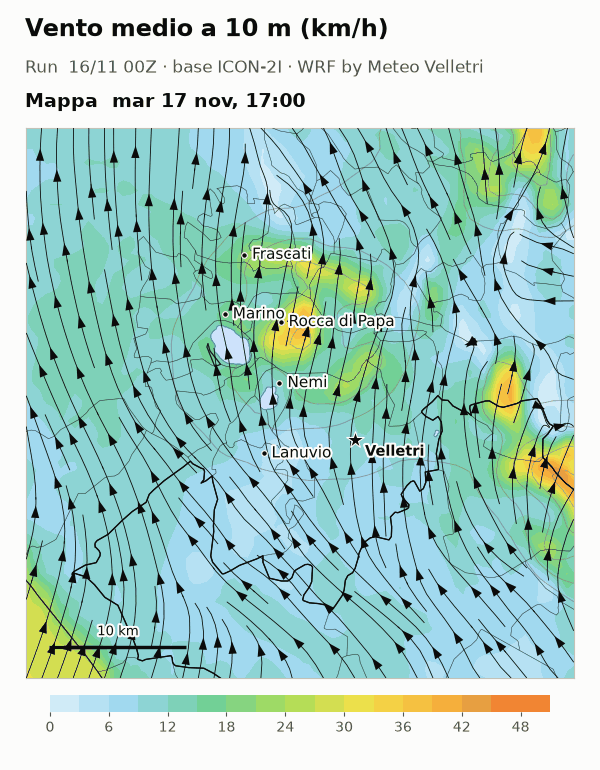 Vento medio a 10 m (km/h)
Run  16/11 00Z · base ICON-2I · WRF by Meteo Velletri
Mappa  mar 17 nov, 17:00
Frascati
Marino
Rocca di Papa
Nemi
Velletri
Lanuvio
10 km
0 6 12 18 24 30 36 42 48